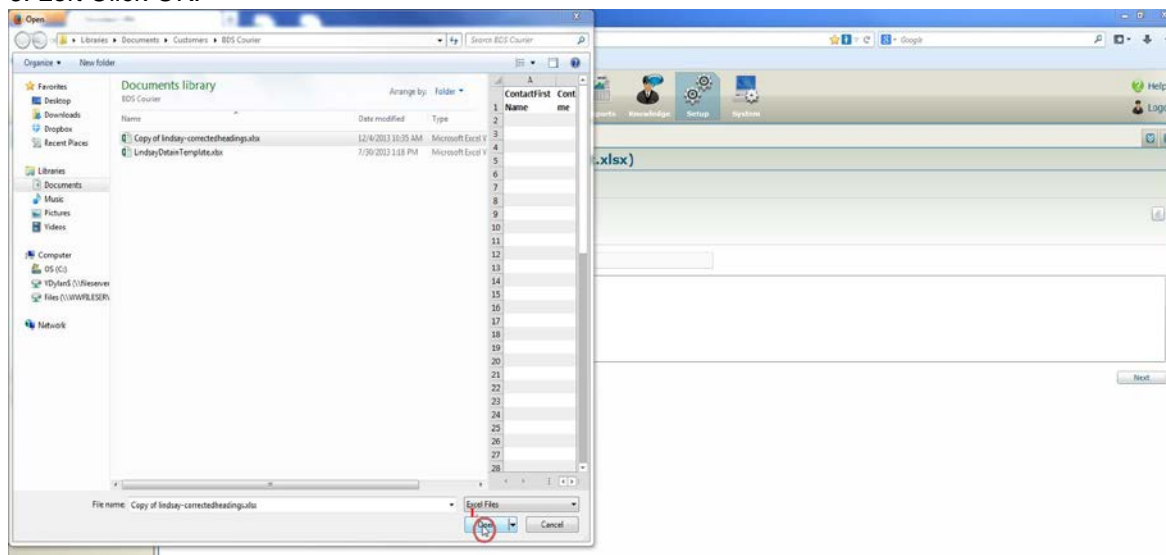 Open
Libraries ▸ Documents ▸ Customers ▸ BDS Courier
Search BDS Courier
Google
Organize
New folder
Help
Favorites
Desktop
Downloads
Dropbox
Recent Places
Libraries
Documents
Music
Pictures
Videos
Computer
OS (C:)
Network
Documents library
BDS Courier
Arrange by: Folder
Name
Date modified
Type
Copy of lindsay-correctedheadings.xlsx
12/4/2013 10:35 AM
Microsoft Excel
7/30/2013 1:18 PM
Microsoft Excel
A
ContactFirst Cont
1 Name me
2
3
4
5
6
7
8
9
10
11
12
13
14
15
16
17
18
19
20
21
22
23
24
25
26
27
28
Knowledge
Setup
System
.xlsx)
Next
File name: Copy of lindsay-correctedheadings.xlsx
Excel Files
Open
Cancel